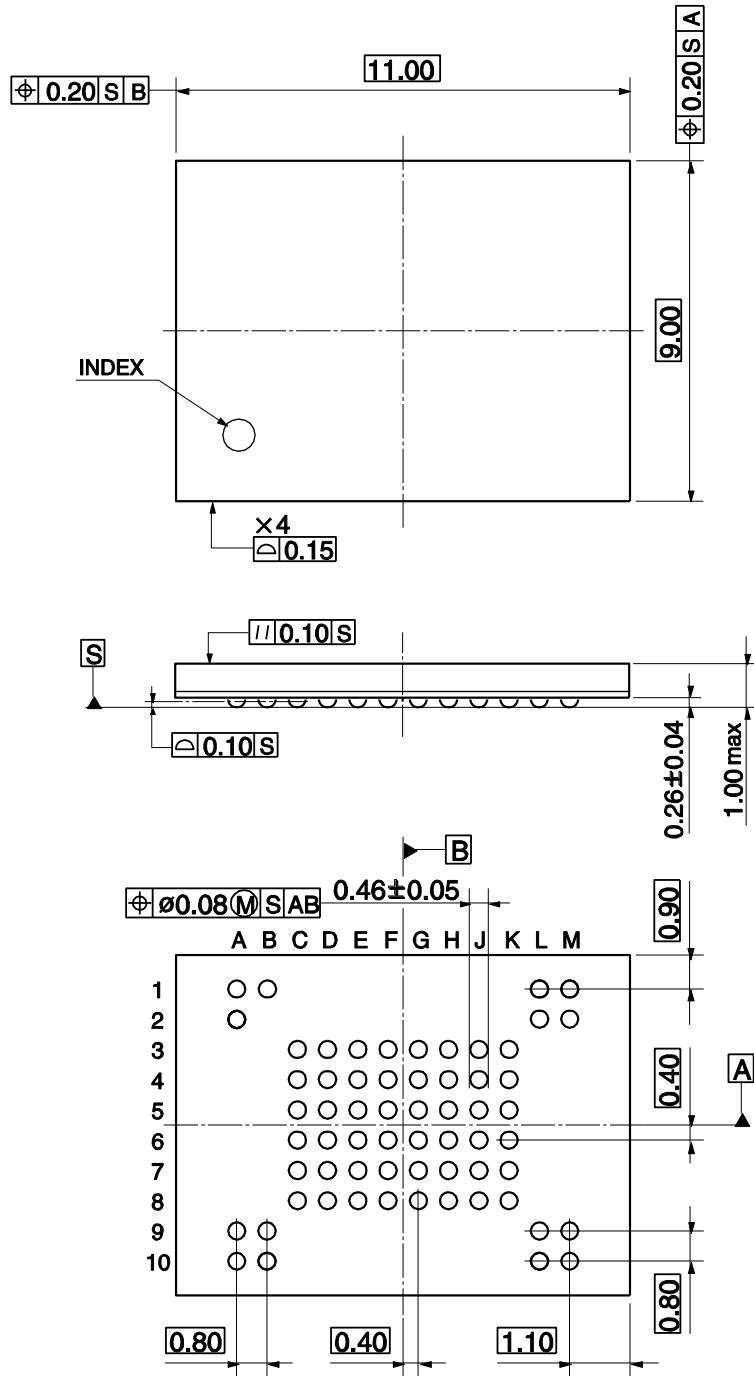 11.00
⌖ 0.20 S B
⌖ 0.20 S A
9.00
INDEX
×4
⌓ 0.15
// 0.10 S
S
⌓ 0.10 S
0.26±0.04
1.00 max
B
⌖ ø0.08 Ⓜ S AB
0.46±0.05
0.90
A B C D E F G H J K L M
1
2
3
4
5
6
7
8
9
10
0.40
A
0.80
0.80
0.40
1.10